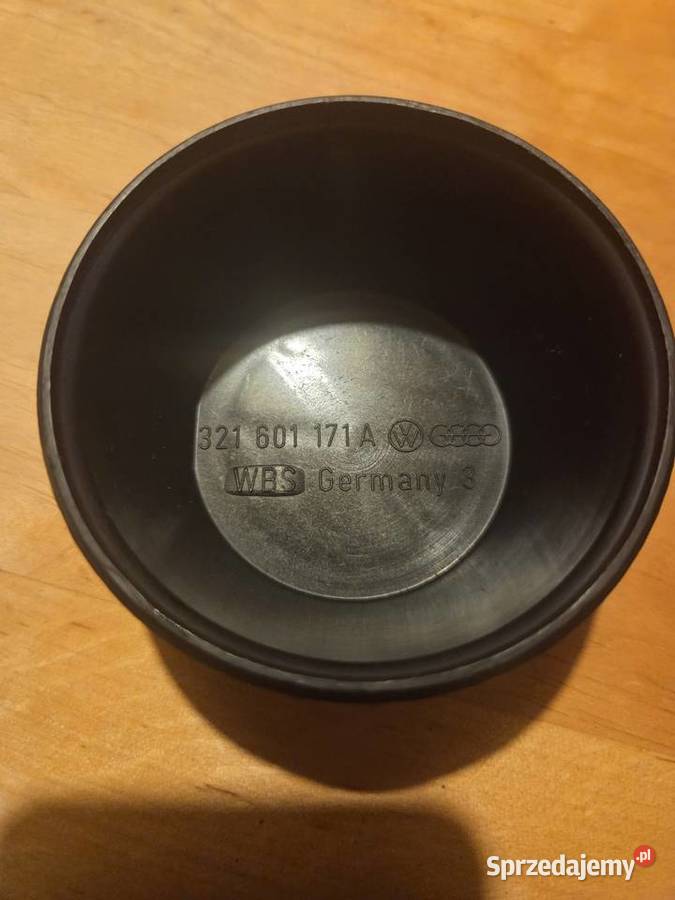 321 601 171 A
WBS Germany 3
Sprzedajemy.pl